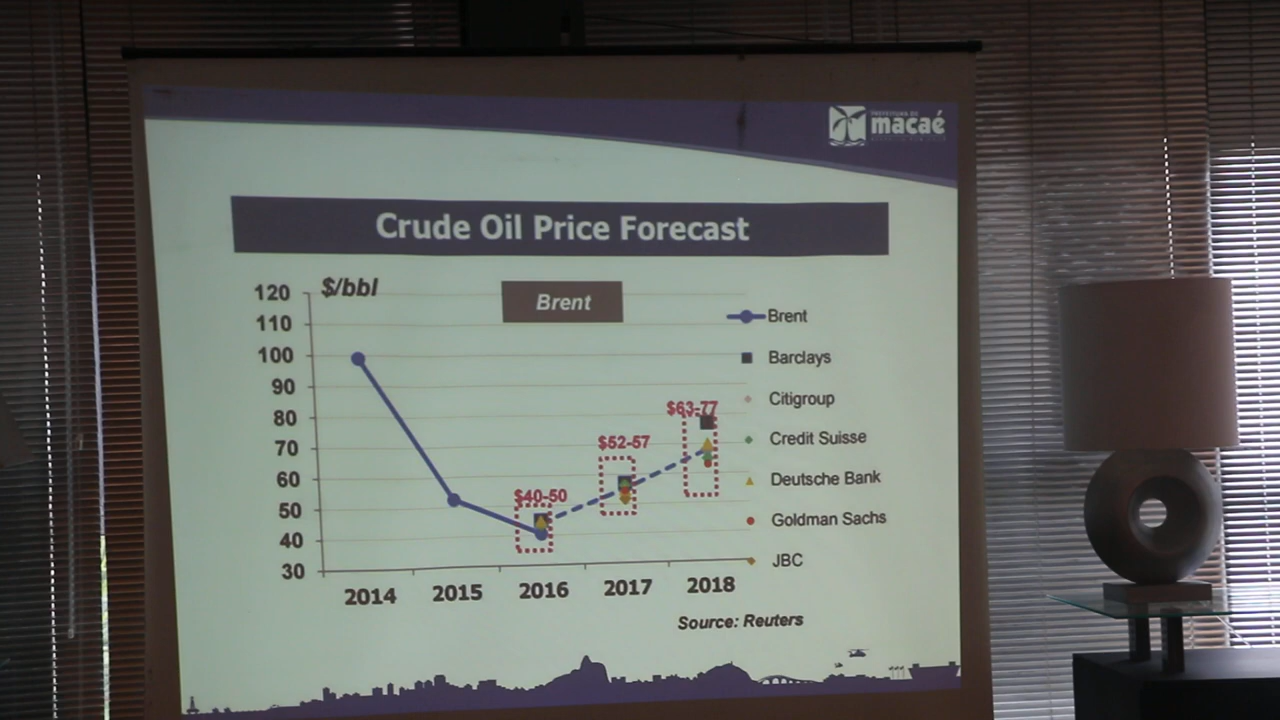 PREFEITURA DE
macaé
Crude Oil Price Forecast
$/bbl
Brent
120
110
100
90
80
70
60
50
40
30
$40-50
$52-57
$63-77
Brent
Barclays
Citigroup
Credit Suisse
Deutsche Bank
Goldman Sachs
JBC
2014 2015 2016 2017 2018
Source: Reuters